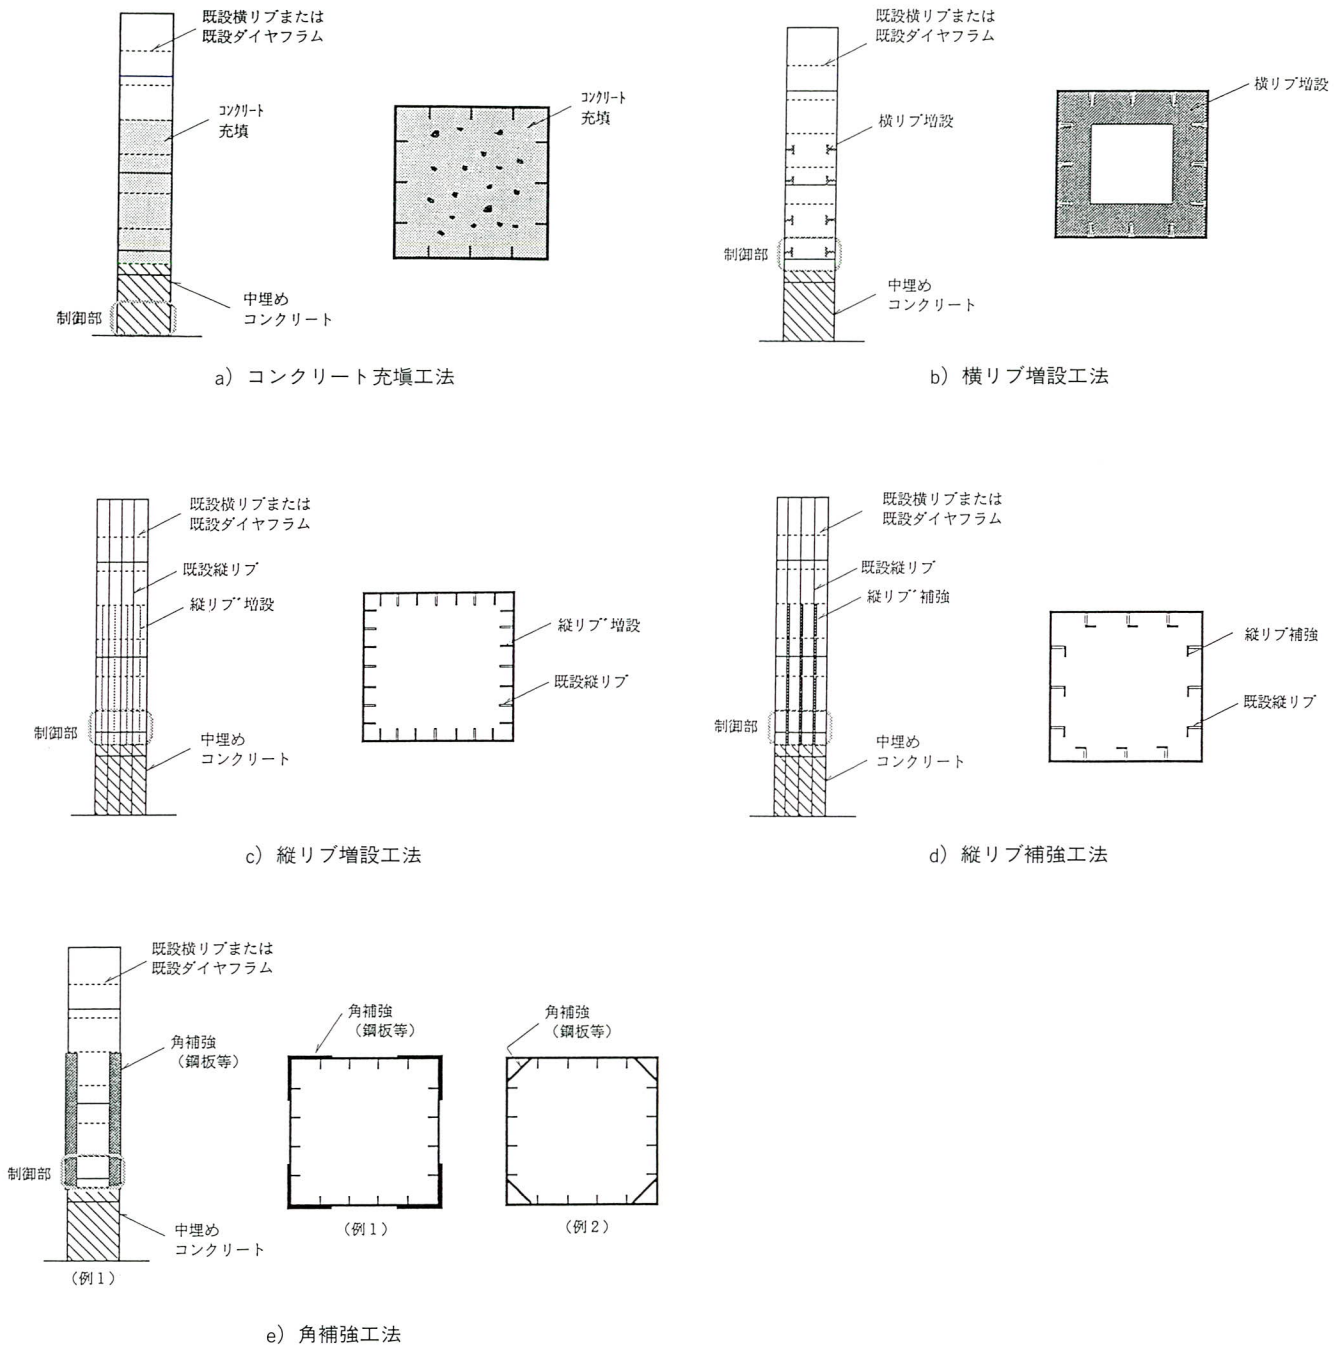 既設横リブまたは
既設ダイヤフラム
コンクリート
充填
コンクリート
充填
中埋め
コンクリート
制御部
a）コンクリート充塡工法
既設横リブまたは
既設ダイヤフラム
横リブ増設
横リブ増設
制御部
中埋め
コンクリート
b）横リブ増設工法
既設横リブまたは
既設ダイヤフラム
既設縦リブ
縦リブ増設
縦リブ増設
既設縦リブ
制御部
中埋め
コンクリート
c）縦リブ増設工法
既設横リブまたは
既設ダイヤフラム
既設縦リブ
縦リブ補強
縦リブ補強
既設縦リブ
制御部
中埋め
コンクリート
d）縦リブ補強工法
既設横リブまたは
既設ダイヤフラム
角補強
（鋼板等）
角補強
（鋼板等）
角補強
（鋼板等）
制御部
中埋め
コンクリート
（例１）
（例１）
（例２）
e）角補強工法